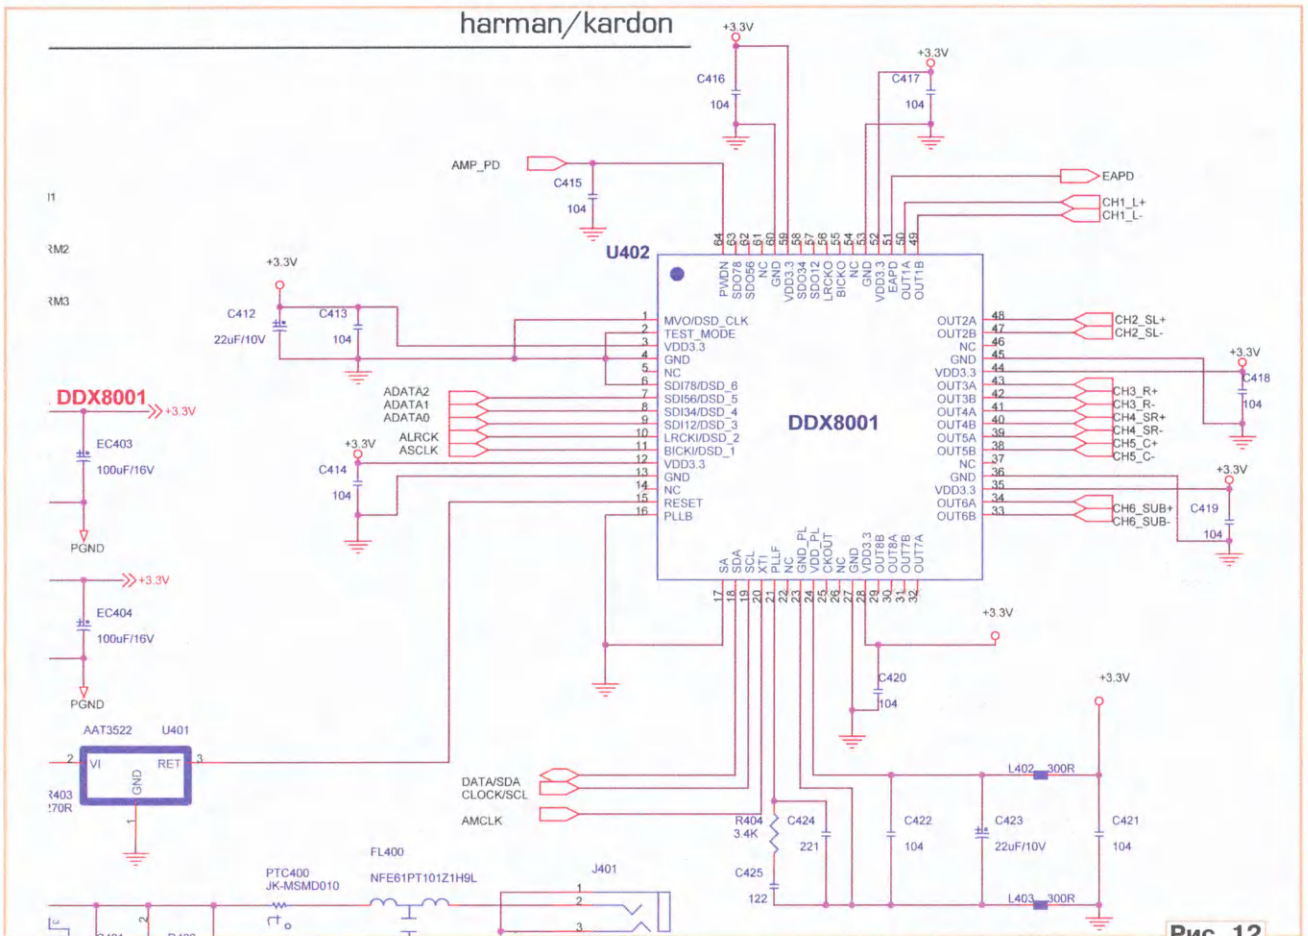 harman/kardon
+3.3V
C416
104
+3.3V
C417
104
AMP_PD
C415
104
EAPD
CH1_L+
CH1_L-
RM2
RM3
U402
64 63 62 61 60 59 58 57 56 55 54 53 52 51 50 49
PWDN
SDO78
SDO56
NC
GND
VDD3.3
SDO34
SDO12
LRCKO
BICKO
NC
GND
VDD3.3
EAPD
OUT1A
OUT1B
+3.3V
C412
22uF/10V
C413
104
1 MVO/DSD_CLK
2 TEST_MODE
3 VDD3.3
4 GND
5 NC
6 SDI78/DSD_6
7 SDI56/DSD_5
8 SDI34/DSD_4
9 SDI12/DSD_3
10 LRCKI/DSD_2
11 BICKI/DSD_1
12 VDD3.3
13 GND
14 NC
15 RESET
16 PLLB
DDX8001
OUT2A 48 CH2_SL+
OUT2B 47 CH2_SL-
NC 46
GND 45
VDD3.3 44
OUT3A 43 CH3_R+
OUT3B 42 CH3_R-
OUT4A 41 CH4_SR+
OUT4B 40 CH4_SR-
OUT5A 39 CH5_C+
OUT5B 38 CH5_C-
NC 37
GND 36
VDD3.3 35
OUT6A 34 CH6_SUB+
OUT6B 33 CH6_SUB-
+3.3V
C418
104
+3.3V
C419
104
ADATA2
ADATA1
ADATA0
ALRCK
ASCLK
+3.3V
C414
104
DDX8001
+3.3V
EC403
100uF/16V
PGND
+3.3V
EC404
100uF/16V
PGND
SA
SDA
SCL
XTI
PLLF
NC
GND_PL
VDD_PL
CKOUT
NC
GND
VDD3.3
OUT8B
OUT8A
OUT7B
OUT7A
17 18 19 20 21 22 23 24 25 26 27 28 29 30 31 32
+3.3V
C420
104
+3.3V
AAT3522 U401
2 VI RET 3
GND
1
270R
DATA/SDA
CLOCK/SCL
AMCLK
L402 300R
R404
3.4K
C424
221
C422
104
C423
22uF/10V
C421
104
C425
122
L403 300R
FL400
NFE61PT101Z1H9L
PTC400
JK-MSMD010
J401
1
2
3
2
Рис. 12